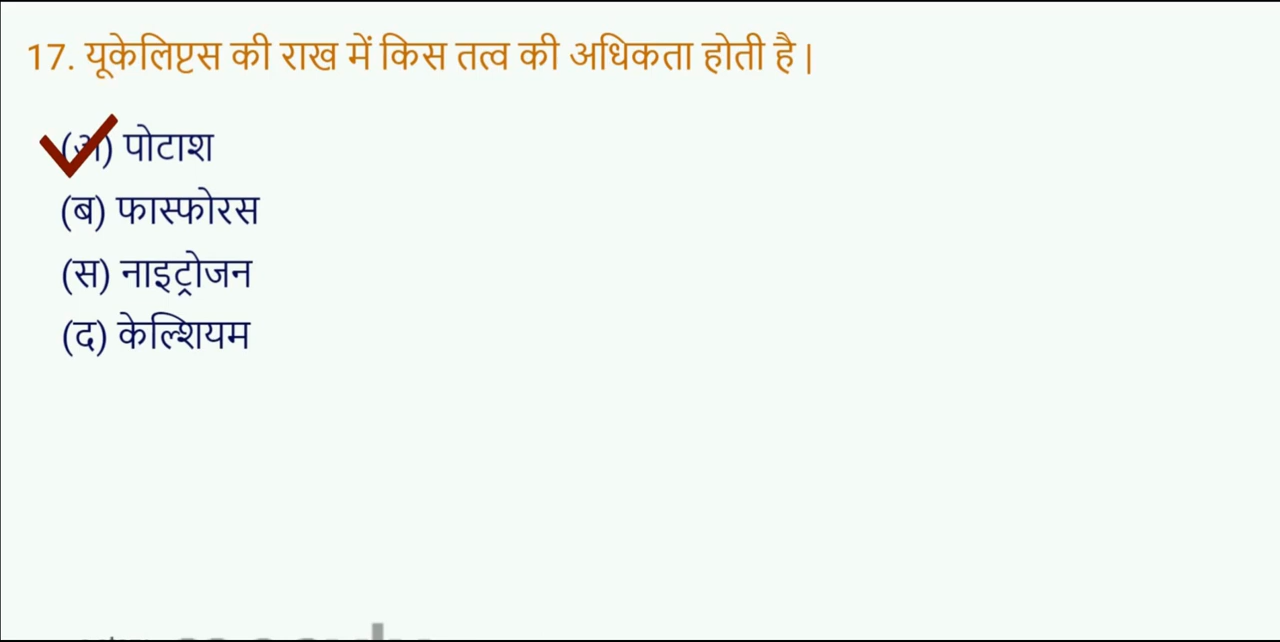 17. यूकेलिप्टस की राख में किस तत्व की अधिकता होती है|
(अ) पोटाश
(ब) फास्फोरस
(स) नाइट्रोजन
(द) केल्शियम